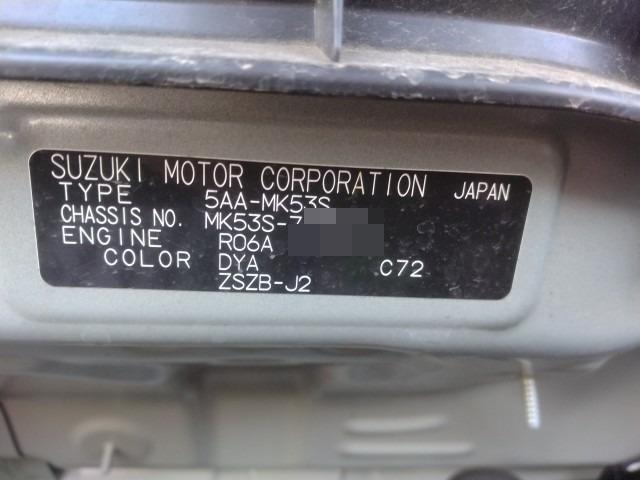 SUZUKI MOTOR CORPORATION JAPAN
TYPE 5AA-MK53S
CHASSIS NO. MK53S-
ENGINE R06A
COLOR DYA C72
ZSZB-J2